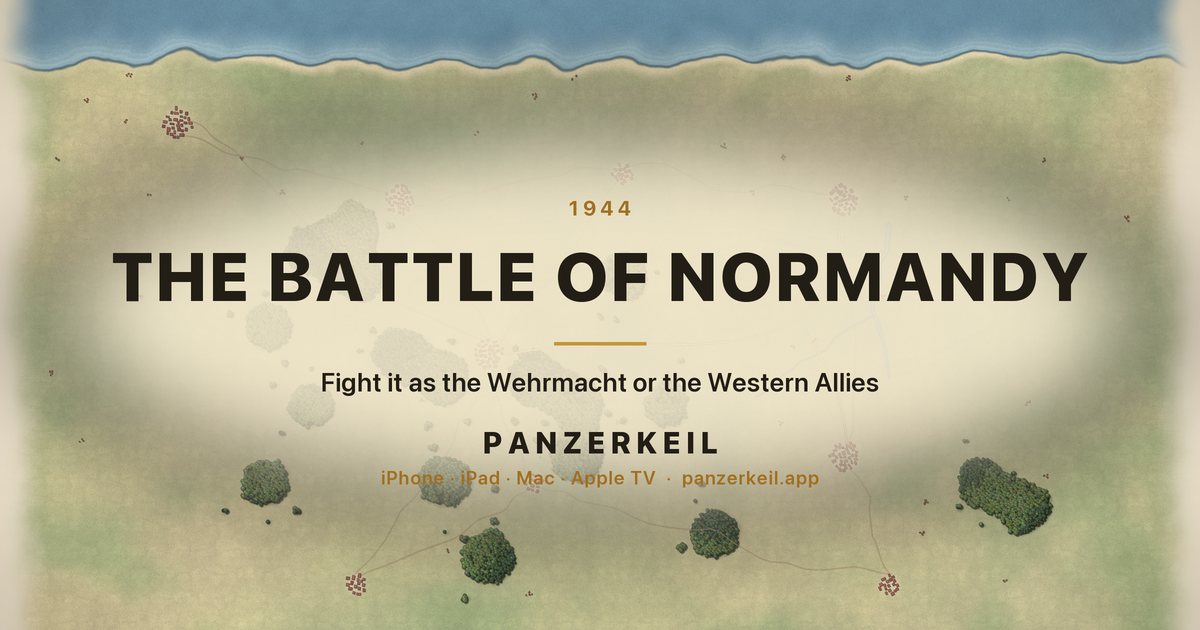 1944
THE BATTLE OF NORMANDY
Fight it as the Wehrmacht or the Western Allies
PANZERKEIL
iPhone · iPad · Mac · Apple TV · panzerkeil.app